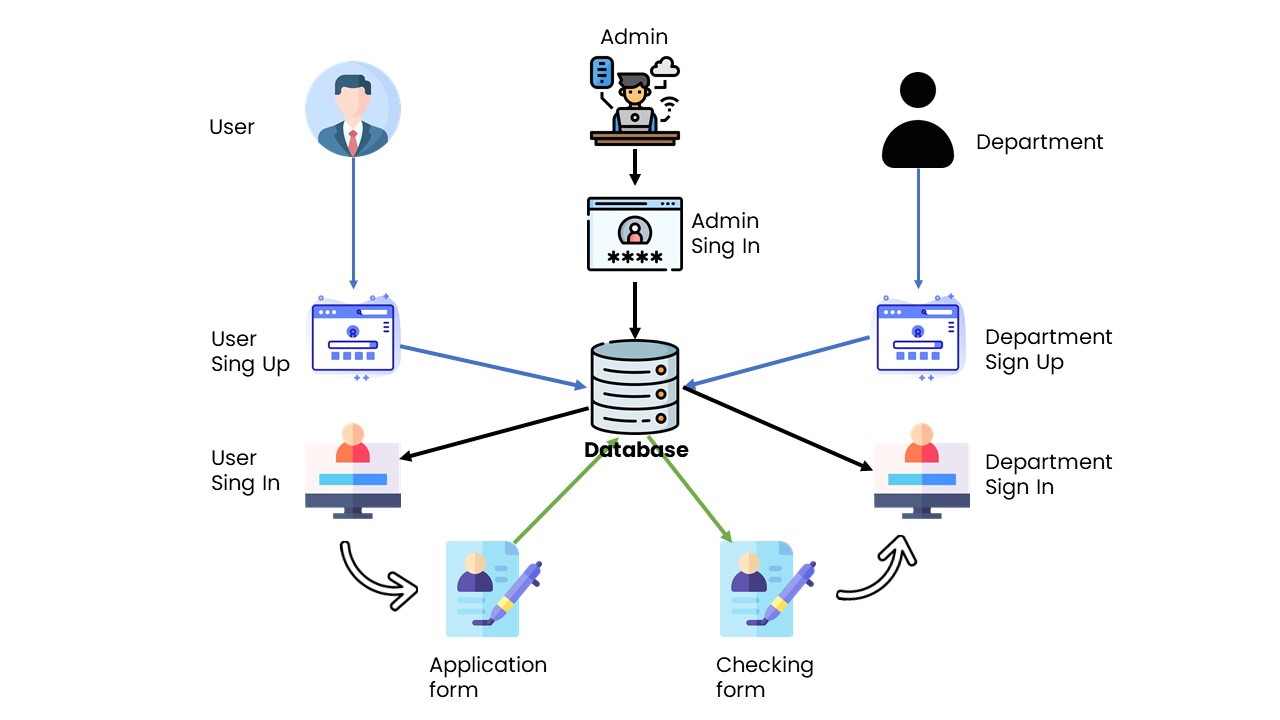 Admin
User
Department
Admin
Sing In
****
User
Sing Up
Department
Sign Up
Database
User
Sing In
Department
Sign In
Application
form
Checking
form